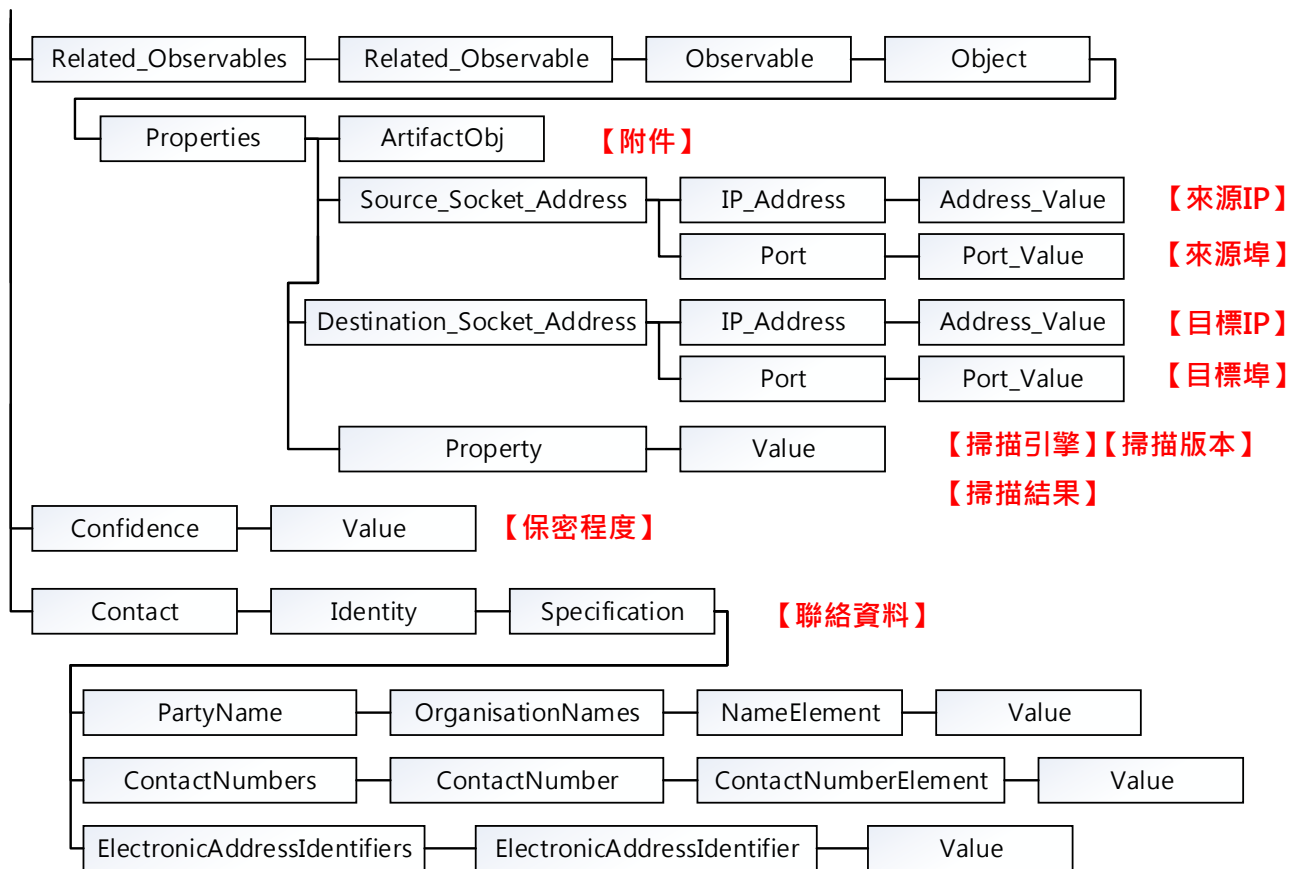 Related_Observables Related_Observable Observable Object
Properties ArtifactObj 【附件】
Source_Socket_Address IP_Address Address_Value 【來源IP】
Port Port_Value 【來源埠】
Destination_Socket_Address IP_Address Address_Value 【目標IP】
Port Port_Value 【目標埠】
Property Value 【掃描引擎】【掃描版本】
【掃描結果】
Confidence Value 【保密程度】
Contact Identity Specification 【聯絡資料】
PartyName OrganisationNames NameElement Value
ContactNumbers ContactNumber ContactNumberElement Value
ElectronicAddressIdentifiers ElectronicAddressIdentifier Value